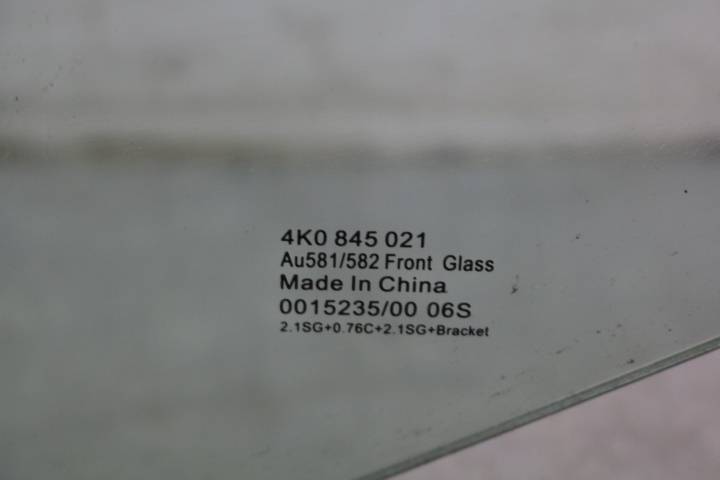 4K0 845 021
Au581/582 Front Glass
Made In China
0015235/00 06S
2.1SG+0.76C+2.1SG+Bracket